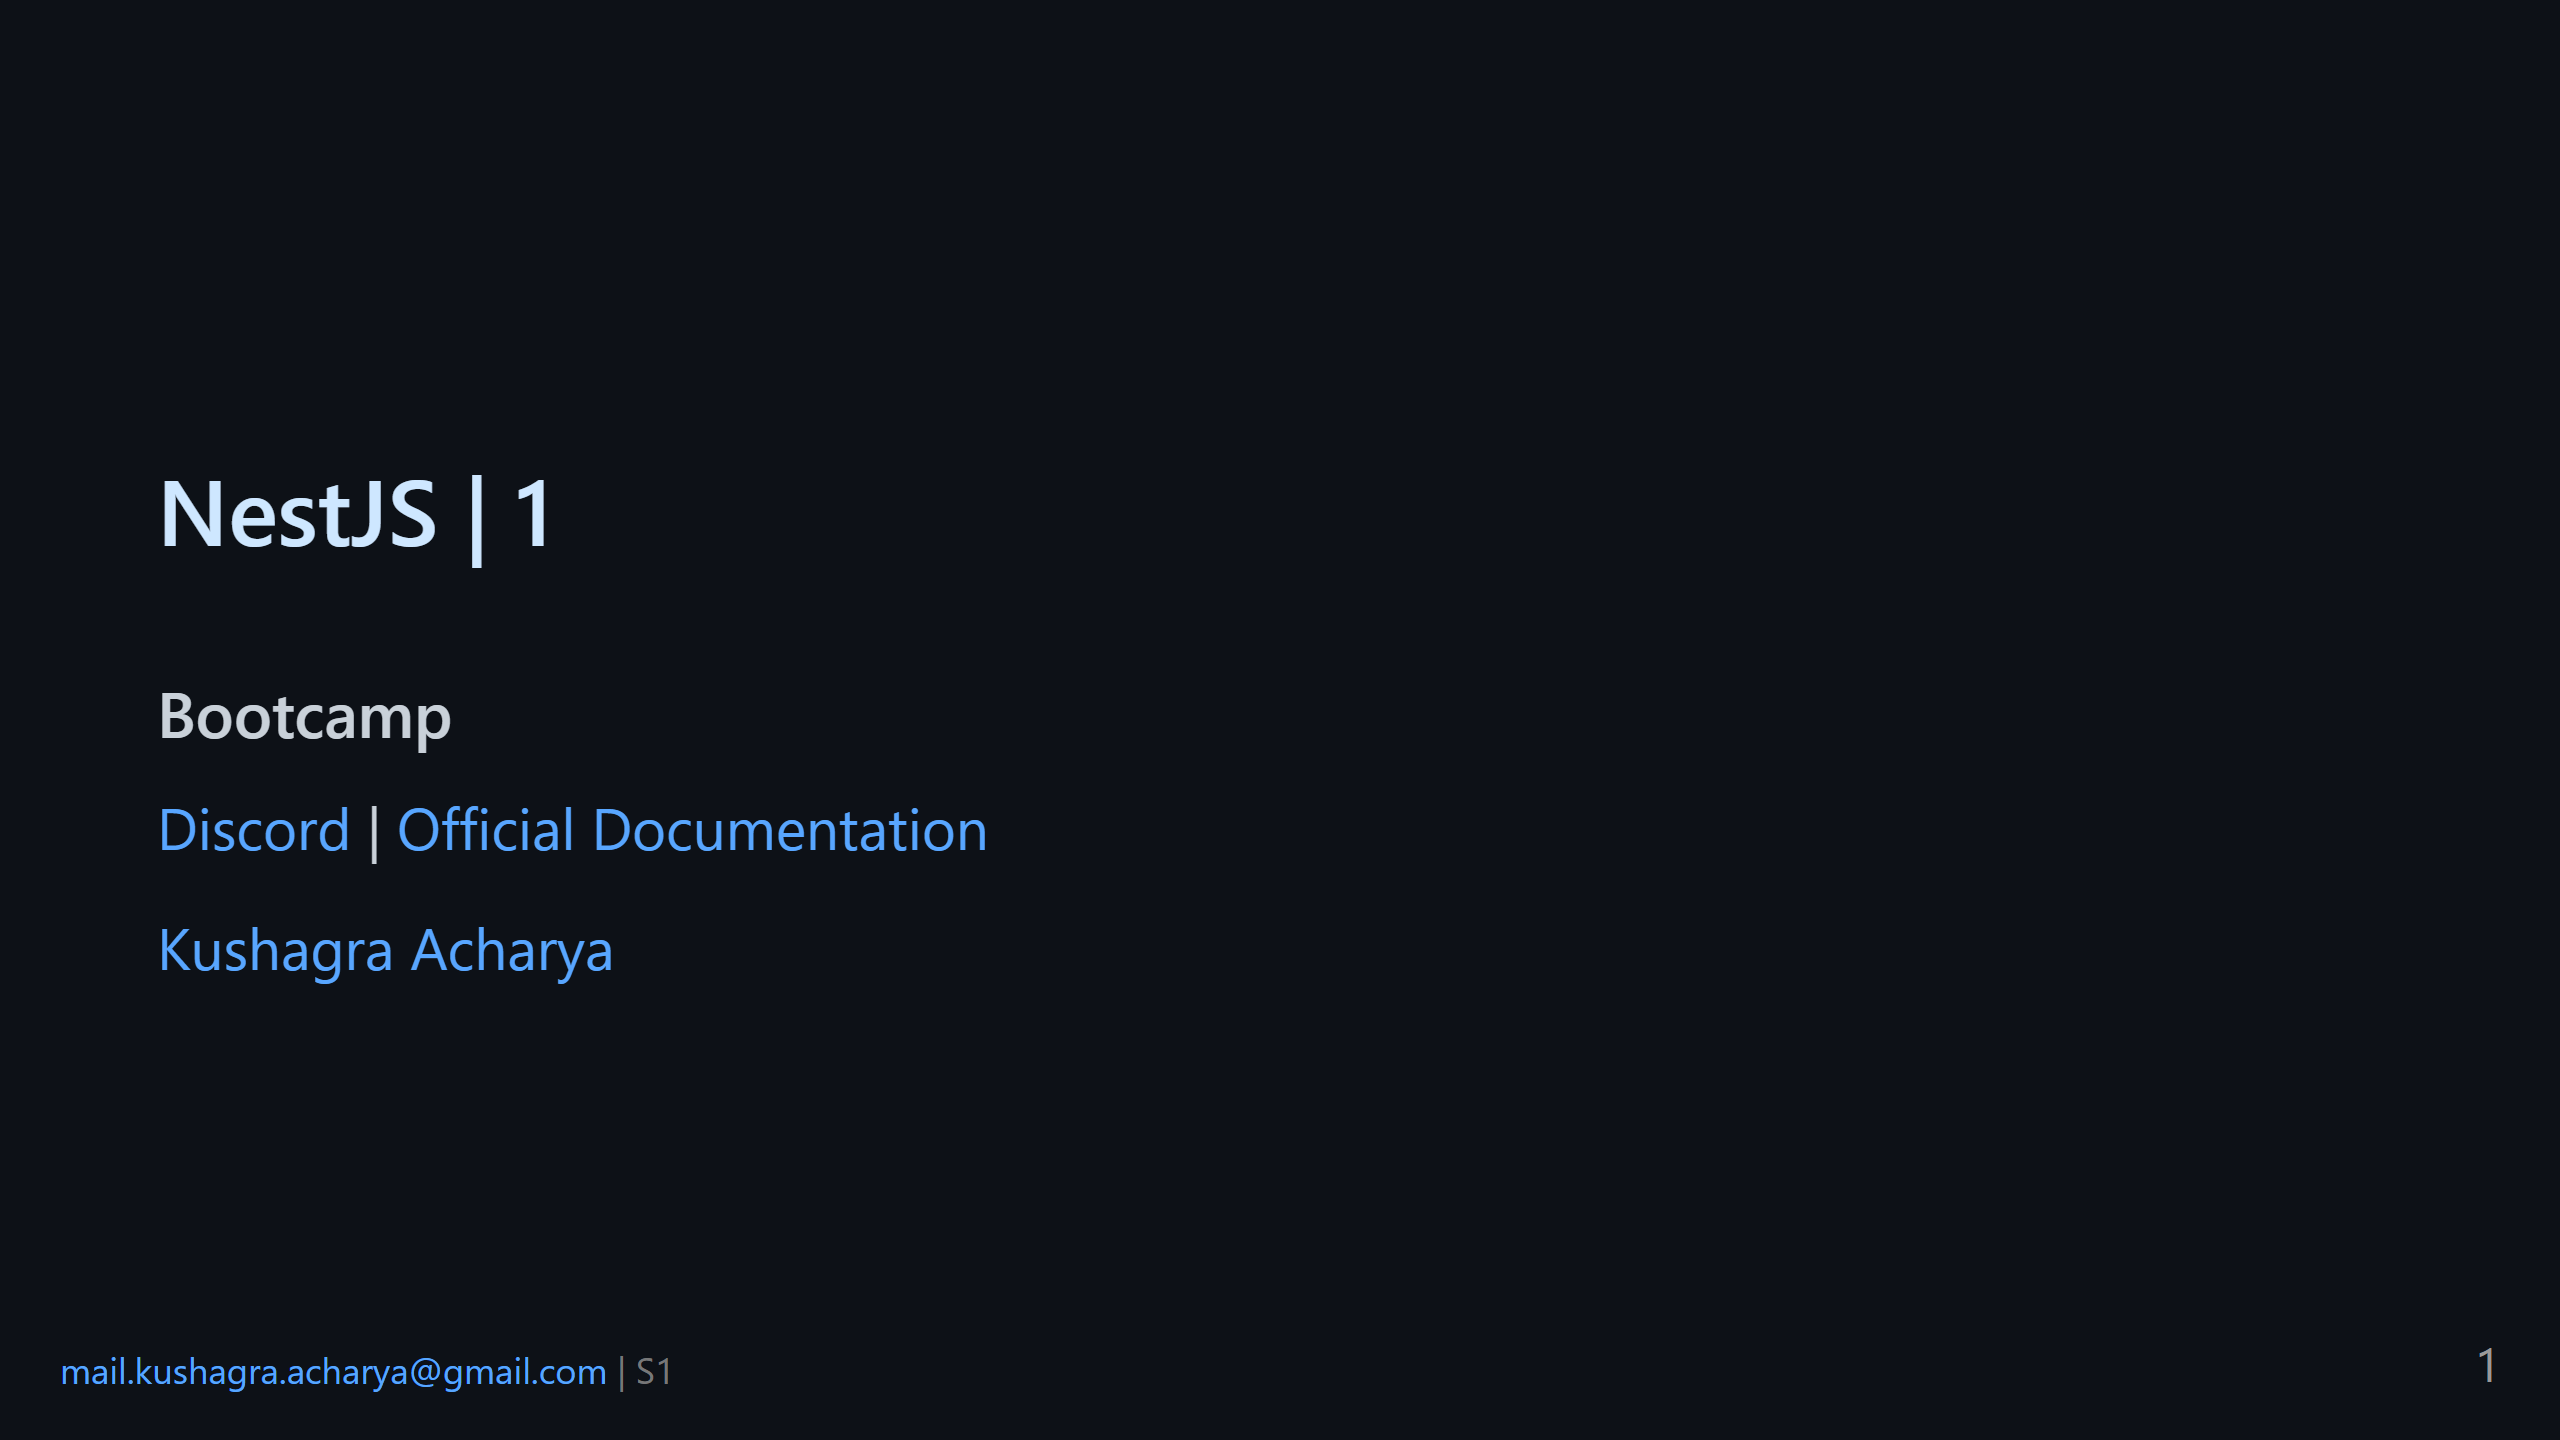 NestJS | 1
Bootcamp
Discord | Official Documentation
Kushagra Acharya
mail.kushagra.acharya@gmail.com | S1
1